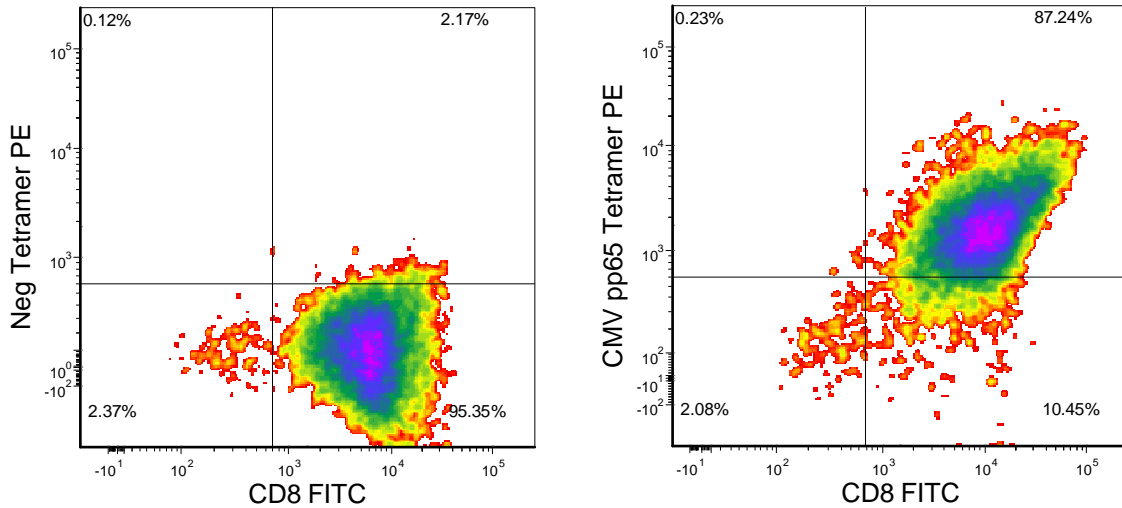 0.12% 2.17%
10⁵
10⁴
10³
10⁰
-10²
2.37% 95.35%
-10¹ 10² 10³ 10⁴ 10⁵
Neg Tetramer PE
CD8 FITC
0.23% 87.24%
10⁵
10⁴
10³
10²
-10¹
-10²
2.08% 10.45%
-10¹ 10² 10³ 10⁴ 10⁵
CMV pp65 Tetramer PE
CD8 FITC